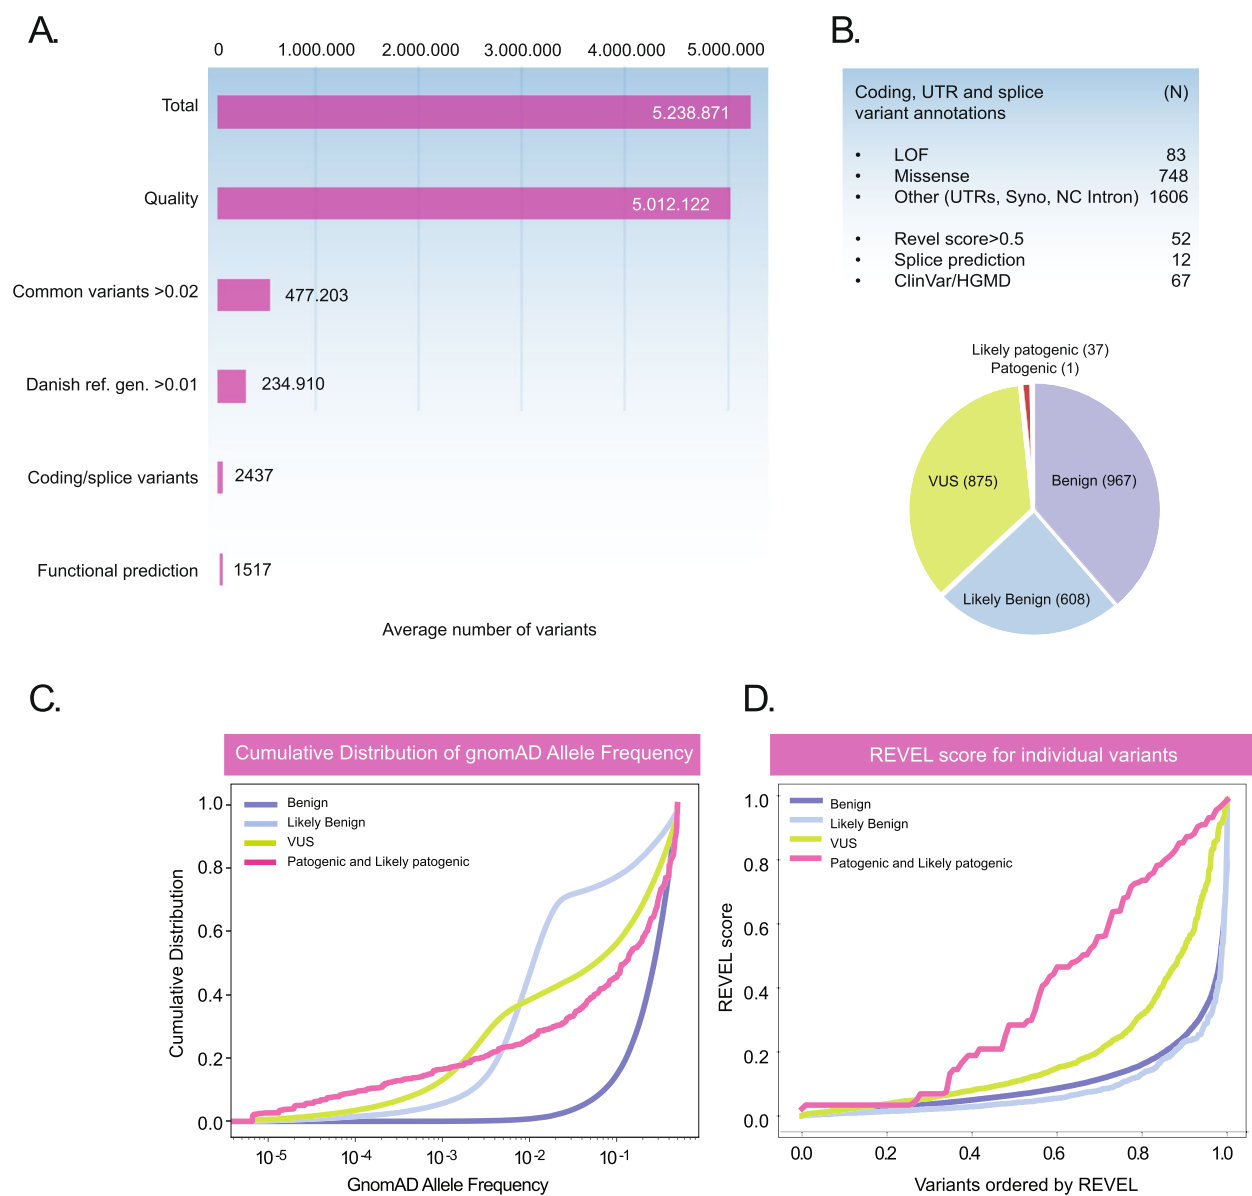 A.
0 1.000.000 2.000.000 3.000.000 4.000.000 5.000.000
Total 5.238.871
Quality 5.012.122
Common variants >0.02 477.203
Danish ref. gen. >0.01 234.910
Coding/splice variants 2437
Functional prediction 1517
Average number of variants
B.
Coding, UTR and splice (N)
variant annotations
• LOF 83
• Missense 748
• Other (UTRs, Syno, NC Intron) 1606
• Revel score>0.5 52
• Splice prediction 12
• ClinVar/HGMD 67
Likely patogenic (37)
Patogenic (1)
VUS (875)
Benign (967)
Likely Benign (608)
C.
Cumulative Distribution of gnomAD Allele Frequency
Benign
Likely Benign
VUS
Patogenic and Likely patogenic
Cumulative Distribution
1.0
0.8
0.6
0.4
0.2
0.0
10-5 10-4 10-3 10-2 10-1
GnomAD Allele Frequency
D.
REVEL score for individual variants
Benign
Likely Benign
VUS
Patogenic and Likely patogenic
REVEL score
1.0
0.8
0.6
0.4
0.2
0.0
0.0 0.2 0.4 0.6 0.8 1.0
Variants ordered by REVEL